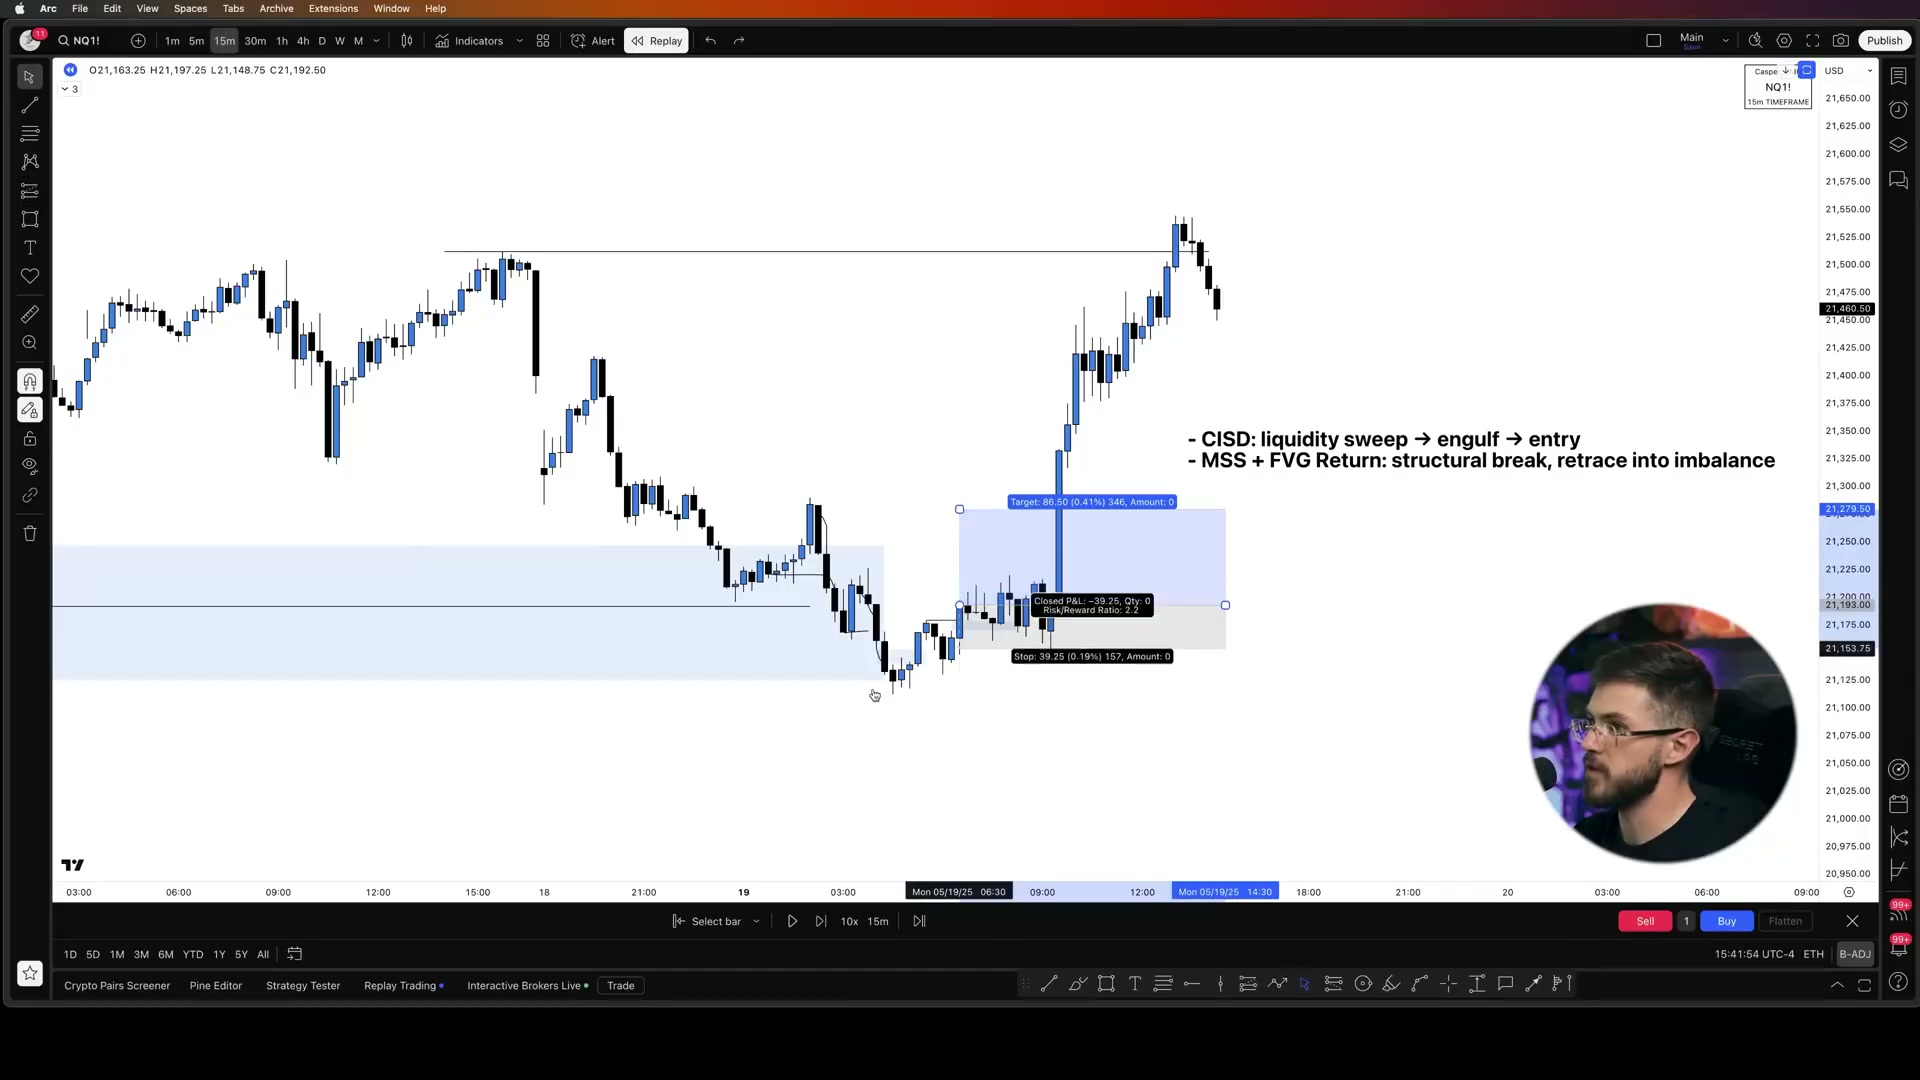 Arc File Edit View Spaces Tabs Archive Extensions Window Help
11 NQ1! 1m 5m 15m 30m 1h 4h D W M Indicators Alert Replay Main Save Publish
O21,163.25 H21,197.25 L21,148.75 C21,192.50
3
NQ1!
15m TIMEFRAME
USD
21,650.00
21,625.00
21,600.00
21,575.00
21,550.00
21,525.00
21,500.00
21,475.00
21,460.50
21,450.00
21,425.00
21,400.00
21,375.00
21,350.00
21,325.00
21,300.00
21,279.50
21,250.00
21,225.00
21,200.00
21,193.00
21,175.00
21,153.75
21,125.00
21,100.00
21,075.00
21,050.00
21,025.00
21,000.00
20,975.00
20,950.00
- CISD: liquidity sweep → engulf → entry
- MSS + FVG Return: structural break, retrace into imbalance
Target: 86.50 (0.41%) 346, Amount: 0
Closed P&L: −39.25, Qty: 0
Risk/Reward Ratio: 2.2
Stop: 39.25 (0.19%) 157, Amount: 0
03:00 06:00 09:00 12:00 15:00 18 21:00 19 03:00 Mon 05/19/25 06:30 09:00 12:00 Mon 05/19/25 14:30 18:00 21:00 20 03:00 06:00 09:00
Select bar 10x 15m Sell 1 Buy Flatten
1D 5D 1M 3M 6M YTD 1Y 5Y All 15:41:54 UTC-4 ETH B-ADJ
Crypto Pairs Screener Pine Editor Strategy Tester Replay Trading Interactive Brokers Live Trade
99+
99+